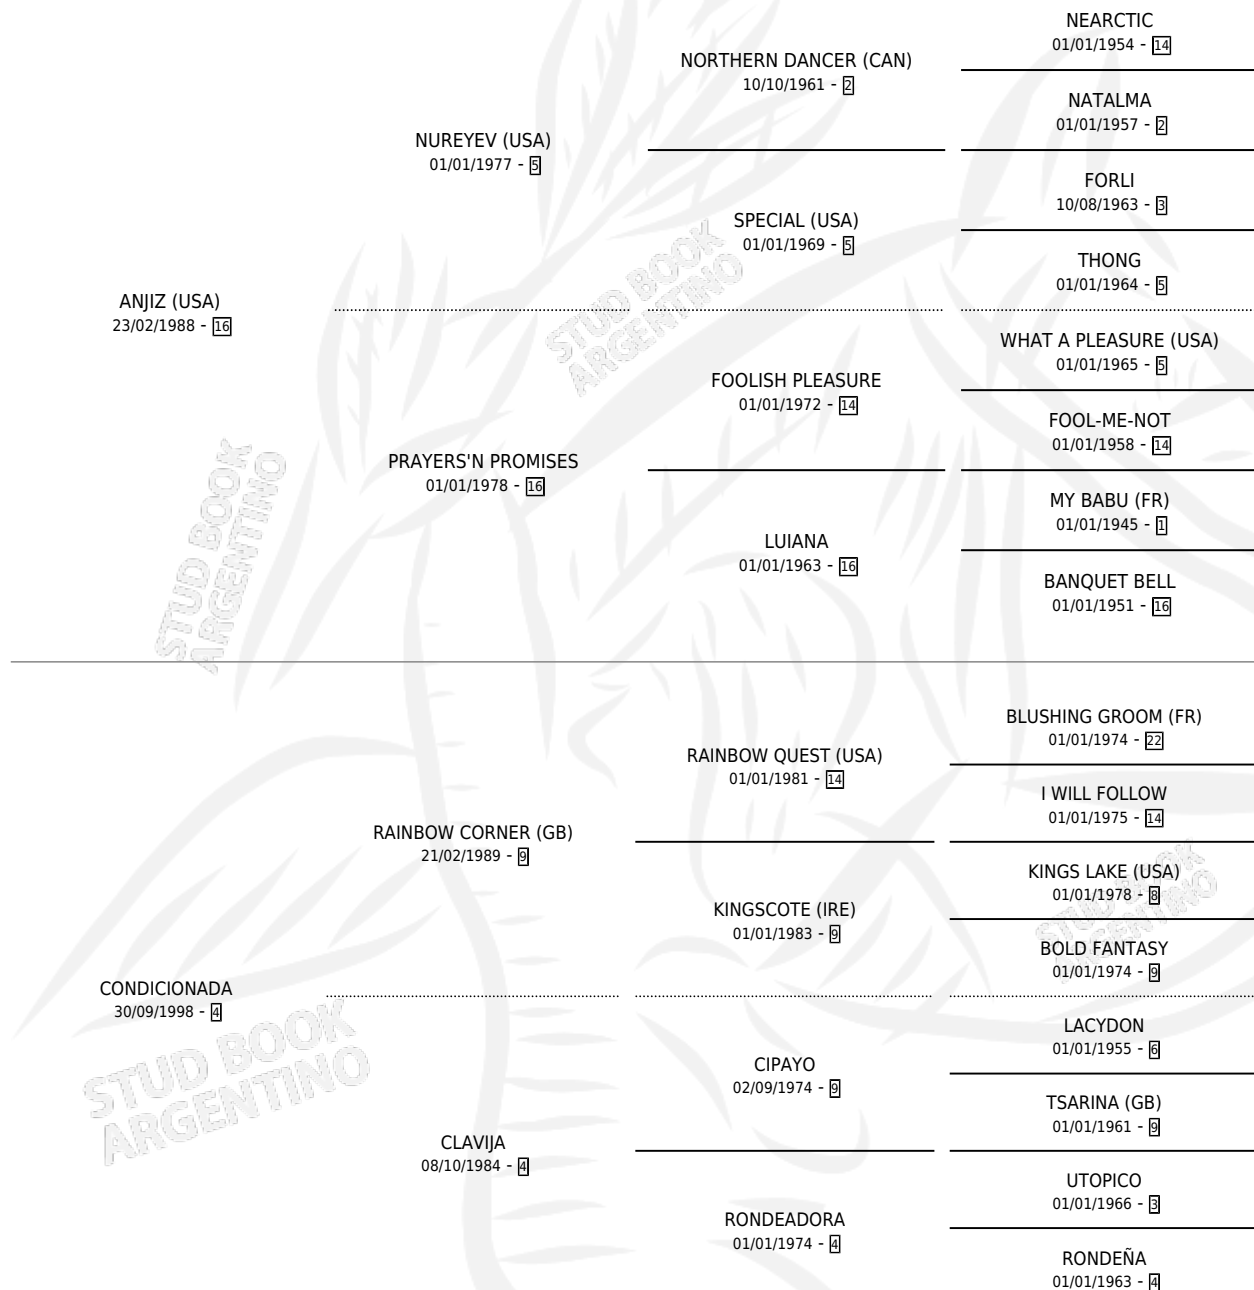 NEARCTIC
01/01/1954 - 14
NORTHERN DANCER (CAN)
10/10/1961 - 2
NATALMA
01/01/1957 - 2
NUREYEV (USA)
01/01/1977 - 5
FORLI
10/08/1963 - 3
SPECIAL (USA)
01/01/1969 - 5
THONG
01/01/1964 - 5
ANJIZ (USA)
23/02/1988 - 16
STUD BOOK
ARGENTINO
WHAT A PLEASURE (USA)
01/01/1965 - 5
FOOLISH PLEASURE
01/01/1972 - 14
FOOL-ME-NOT
01/01/1958 - 14
PRAYERS'N PROMISES
01/01/1978 - 16
MY BABU (FR)
01/01/1945 - 1
LUIANA
01/01/1963 - 16
BANQUET BELL
01/01/1951 - 16
STUD BOOK
ARGENTINO
BLUSHING GROOM (FR)
01/01/1974 - 22
RAINBOW QUEST (USA)
01/01/1981 - 14
I WILL FOLLOW
01/01/1975 - 14
RAINBOW CORNER (GB)
21/02/1989 - 9
KINGS LAKE (USA)
01/01/1978 - 8
KINGSCOTE (IRE)
01/01/1983 - 9
BOLD FANTASY
01/01/1974 - 9
STUD BOOK
ARGENTINO
CONDICIONADA
30/09/1998 - 4
STUD BOOK
ARGENTINO
LACYDON
01/01/1955 - 6
CIPAYO
02/09/1974 - 9
TSARINA (GB)
01/01/1961 - 9
CLAVIJA
08/10/1984 - 4
UTOPICO
01/01/1966 - 3
RONDEADORA
01/01/1974 - 4
RONDEÑA
01/01/1963 - 4